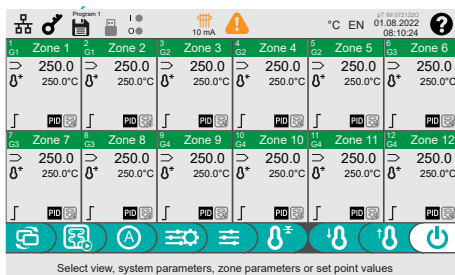 Program 1
I
O
10 mA
°C EN
pT IM 072122O
01.08.2022
08:10:24
1 G1 Zone 1
2 G1 Zone 2
3 G2 Zone 3
4 G2 Zone 4
5 G2 Zone 5
6 G3 Zone 6
250.0 250.0 250.0 250.0 250.0 250.0
250.0°C 250.0°C 250.0°C 250.0°C 250.0°C 250.0°C
PID PID PID PID PID PID
7 G3 Zone 7
8 G3 Zone 8
9 G4 Zone 9
10 G4 Zone 10
11 G4 Zone 11
12 G4 Zone 12
250.0 250.0 250.0 250.0 250.0 250.0
250.0°C 250.0°C 250.0°C 250.0°C 250.0°C 250.0°C
PID PID PID PID PID PID
A
Select view, system parameters, zone parameters or set point values